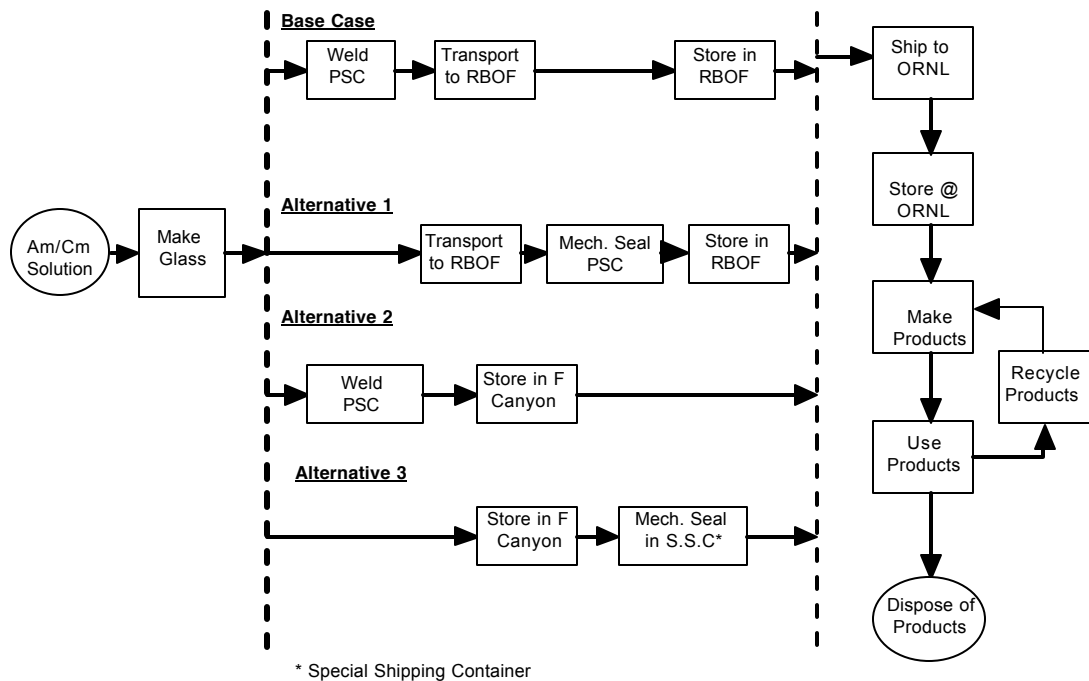 Base Case
Weld
PSC
Transport
to RBOF
Store in
RBOF
Ship to
ORNL
Store @
ORNL
Alternative 1
Am/Cm
Solution
Make
Glass
Transport
to RBOF
Mech. Seal
PSC
Store in
RBOF
Alternative 2
Make
Products
Weld
PSC
Store in F
Canyon
Recycle
Products
Use
Products
Alternative 3
Store in F
Canyon
Mech. Seal
in S.S.C*
Dispose of
Products
* Special Shipping Container